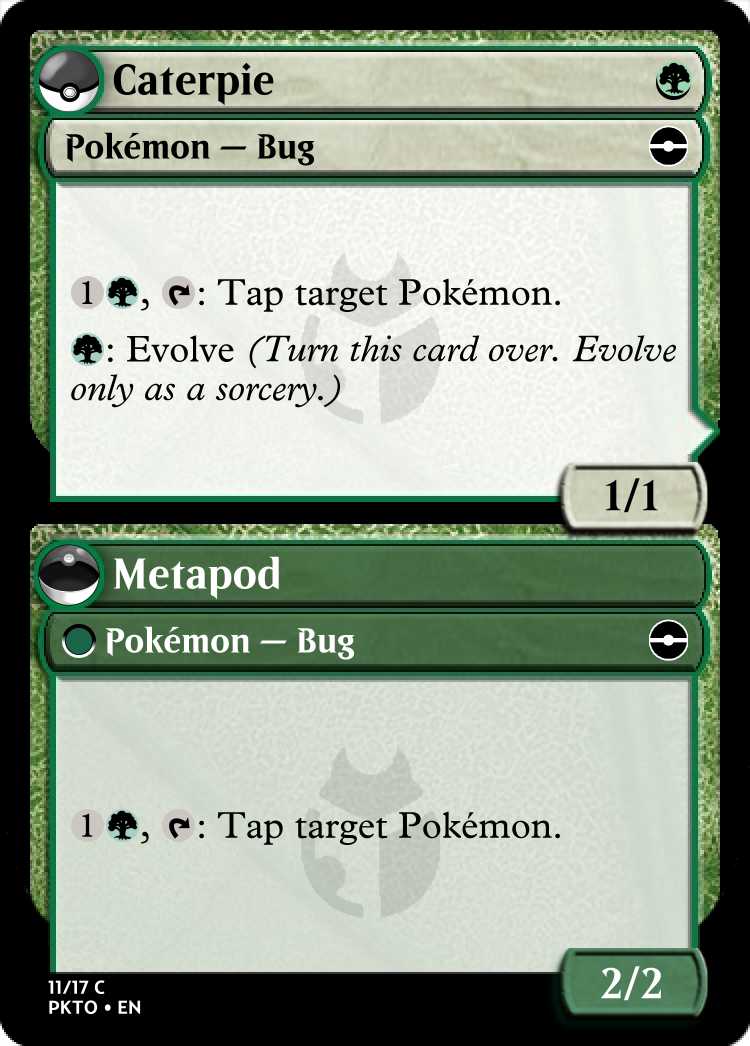 Caterpie
Pokémon — Bug
1, : Tap target Pokémon.
: Evolve (Turn this card over. Evolve
only as a sorcery.)
1/1
Metapod
Pokémon — Bug
1, : Tap target Pokémon.
2/2
11/17 C
PKTO • EN